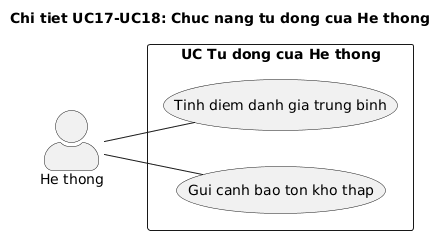 Chi tiet UC17-UC18: Chuc nang tu dong cua He thong
UC Tu dong cua He thong
Tinh diem danh gia trung binh
He thong
Gui canh bao ton kho thap